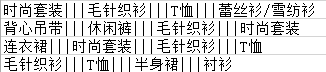 时尚套装|||毛针织衫|||T恤|||蕾丝衫/雪纺衫
背心吊带|||休闲裤|||毛针织衫|||时尚套装
连衣裙|||时尚套装|||毛针织衫|||T恤
毛针织衫|||T恤|||半身裙|||衬衫